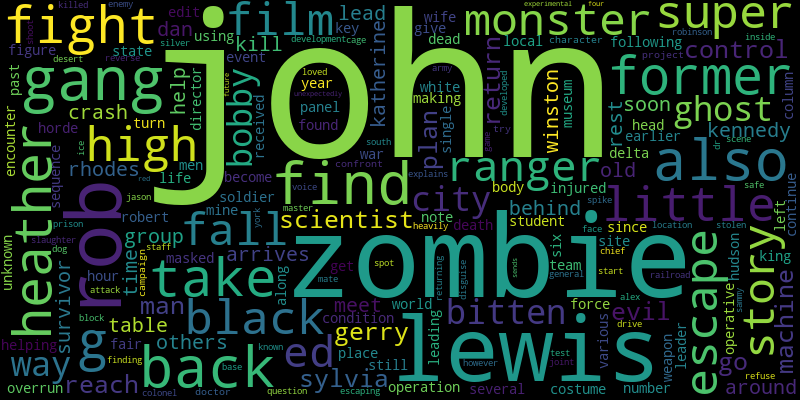 killed enemy experimental four
fight john film lead monster super
edit dan wife robinson inside
silver using kill key give dead local character following
figure state developmentcage white project control
desert reverse event gang help director bobby
loved year panel making katherine return state
unexpectedly army developed future
past crash turn received found single plan game try
encounter horde high ice men war
former soon ghost column
winston museum rest head earlier kennedy
delta scene dr
heather rhodes life become south confront explains
find ranger also old
jason red soldier voice body injured spike safe
sequence robert mine york master city behind little
scientist note death student since face location stolen
rob fall heavily
unknown prison slaughter dog group masked staff arrives
survivor hour time campaign spot get
zombie six site team chief start general
hudson king left continue
take along meet world returning disguise sends mate railroad
attack block man black condition
bitten force alex evil sammy
escape story machine operative
helping table fair finding others known gerry
leading various weapon drive leader
way g ed place still lewis
however test joint refuse go around
overrun reach back base sylvia operation several costume number
colonel doctor question escaping